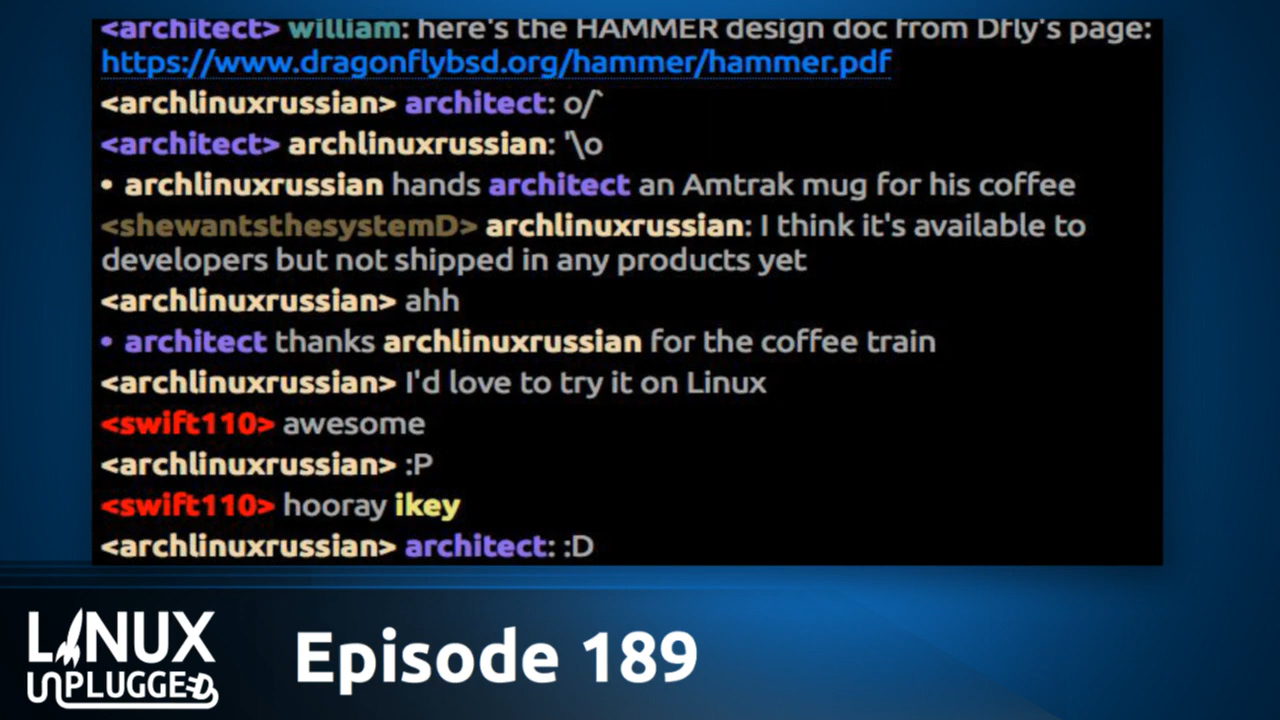 <architect> william: here's the HAMMER design doc from Dfly's page:
https://www.dragonflybsd.org/hammer/hammer.pdf
<archlinuxrussian> architect: o/`
<architect> archlinuxrussian: '\o
• archlinuxrussian hands architect an Amtrak mug for his coffee
<shewantsthesystemD> archlinuxrussian: I think it's available to
developers but not shipped in any products yet
<archlinuxrussian> ahh
• architect thanks archlinuxrussian for the coffee train
<archlinuxrussian> I'd love to try it on Linux
<swift110> awesome
<archlinuxrussian> :P
<swift110> hooray ikey
<archlinuxrussian> architect: :D
LINUX
UNPLUGGED
Episode 189